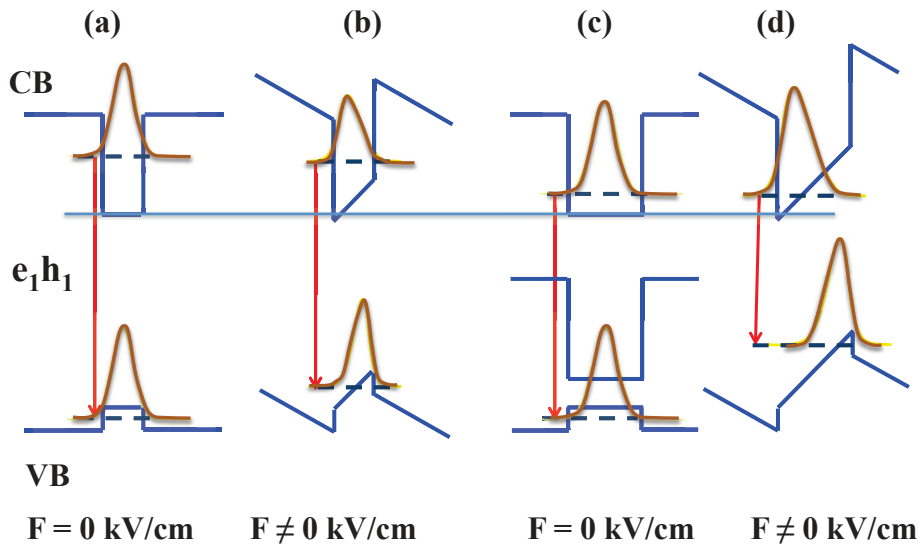 (a) (b) (c) (d)
CB
e₁h₁
VB
F = 0 kV/cm F ≠ 0 kV/cm F = 0 kV/cm F ≠ 0 kV/cm